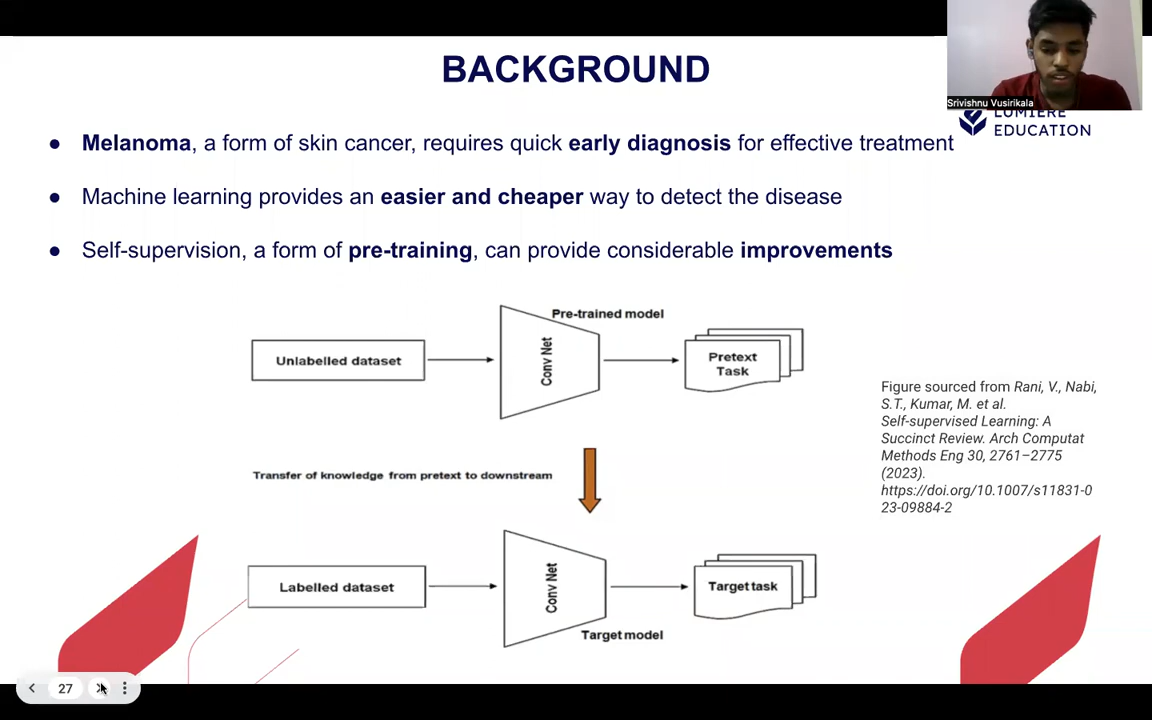 BACKGROUND
Srivishnu Vusirikala
LUMIERE
EDUCATION
● Melanoma, a form of skin cancer, requires quick early diagnosis for effective treatment
● Machine learning provides an easier and cheaper way to detect the disease
● Self-supervision, a form of pre-training, can provide considerable improvements
Pre-trained model
Unlabelled dataset
Conv Net
Pretext
Task
Figure sourced from Rani, V., Nabi,
S.T., Kumar, M. et al.
Self-supervised Learning: A
Succinct Review. Arch Computat
Methods Eng 30, 2761–2775
(2023).
https://doi.org/10.1007/s11831-0
23-09884-2
Transfer of knowledge from pretext to downstream
Labelled dataset
Conv Net
Target task
Target model
27